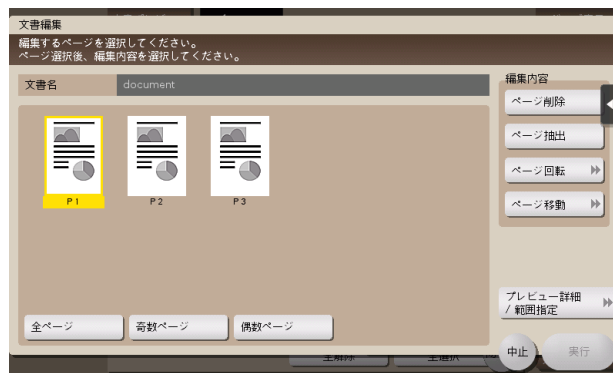 文書編集
編集するページを選択してください。
ページ選択後、編集内容を選択してください。
文書名
document
編集内容
ページ削除
ページ抽出
ページ回転
ページ移動
P1
P2
P3
プレビュー詳細
/ 範囲指定
全ページ
奇数ページ
偶数ページ
中止
実行